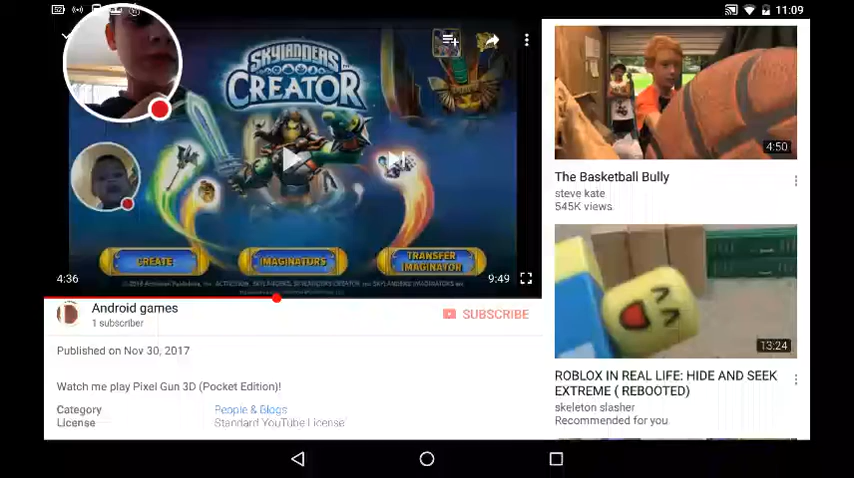 11:09
SKYLANDERS
CREATOR
CREATE
IMAGINATORS
TRANSFER
IMAGINATOR
4:36
9:49
Android games
1 subscriber
SUBSCRIBE
Published on Nov 30, 2017
Watch me play Pixel Gun 3D (Pocket Edition)!
Category
People & Blogs
License
Standard YouTube License
4:50
The Basketball Bully
steve kate
545K views
13:24
ROBLOX IN REAL LIFE: HIDE AND SEEK
EXTREME ( REBOOTED)
skeleton slasher
Recommended for you